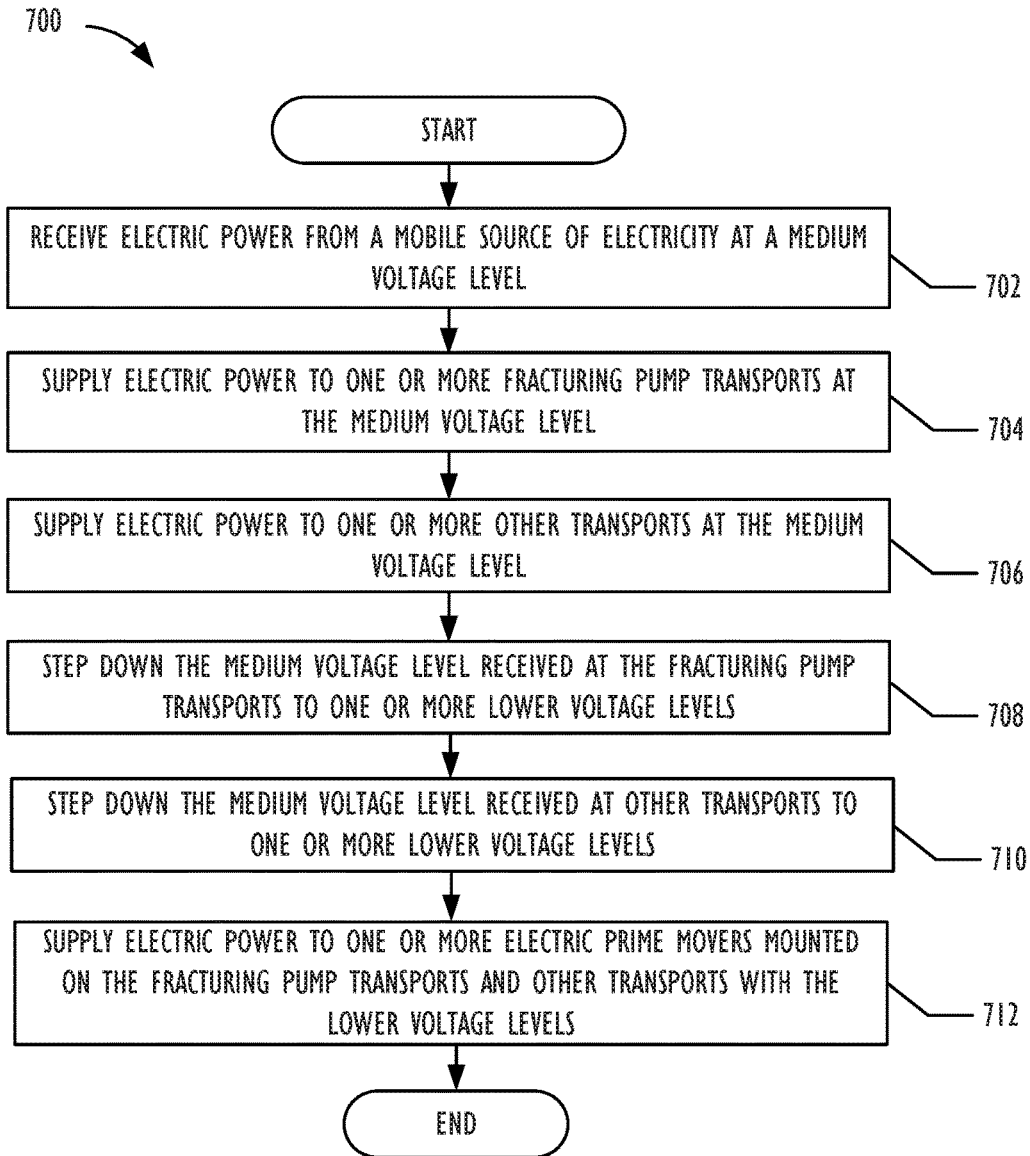 700
START
RECEIVE ELECTRIC POWER FROM A MOBILE SOURCE OF ELECTRICITY AT A MEDIUM
VOLTAGE LEVEL
702
SUPPLY ELECTRIC POWER TO ONE OR MORE FRACTURING PUMP TRANSPORTS AT
THE MEDIUM VOLTAGE LEVEL
704
SUPPLY ELECTRIC POWER TO ONE OR MORE OTHER TRANSPORTS AT THE MEDIUM
VOLTAGE LEVEL
706
STEP DOWN THE MEDIUM VOLTAGE LEVEL RECEIVED AT THE FRACTURING PUMP
TRANSPORTS TO ONE OR MORE LOWER VOLTAGE LEVELS
708
STEP DOWN THE MEDIUM VOLTAGE LEVEL RECEIVED AT OTHER TRANSPORTS TO
ONE OR MORE LOWER VOLTAGE LEVELS
710
SUPPLY ELECTRIC POWER TO ONE OR MORE ELECTRIC PRIME MOVERS MOUNTED
ON THE FRACTURING PUMP TRANSPORTS AND OTHER TRANSPORTS WITH THE
LOWER VOLTAGE LEVELS
712
END